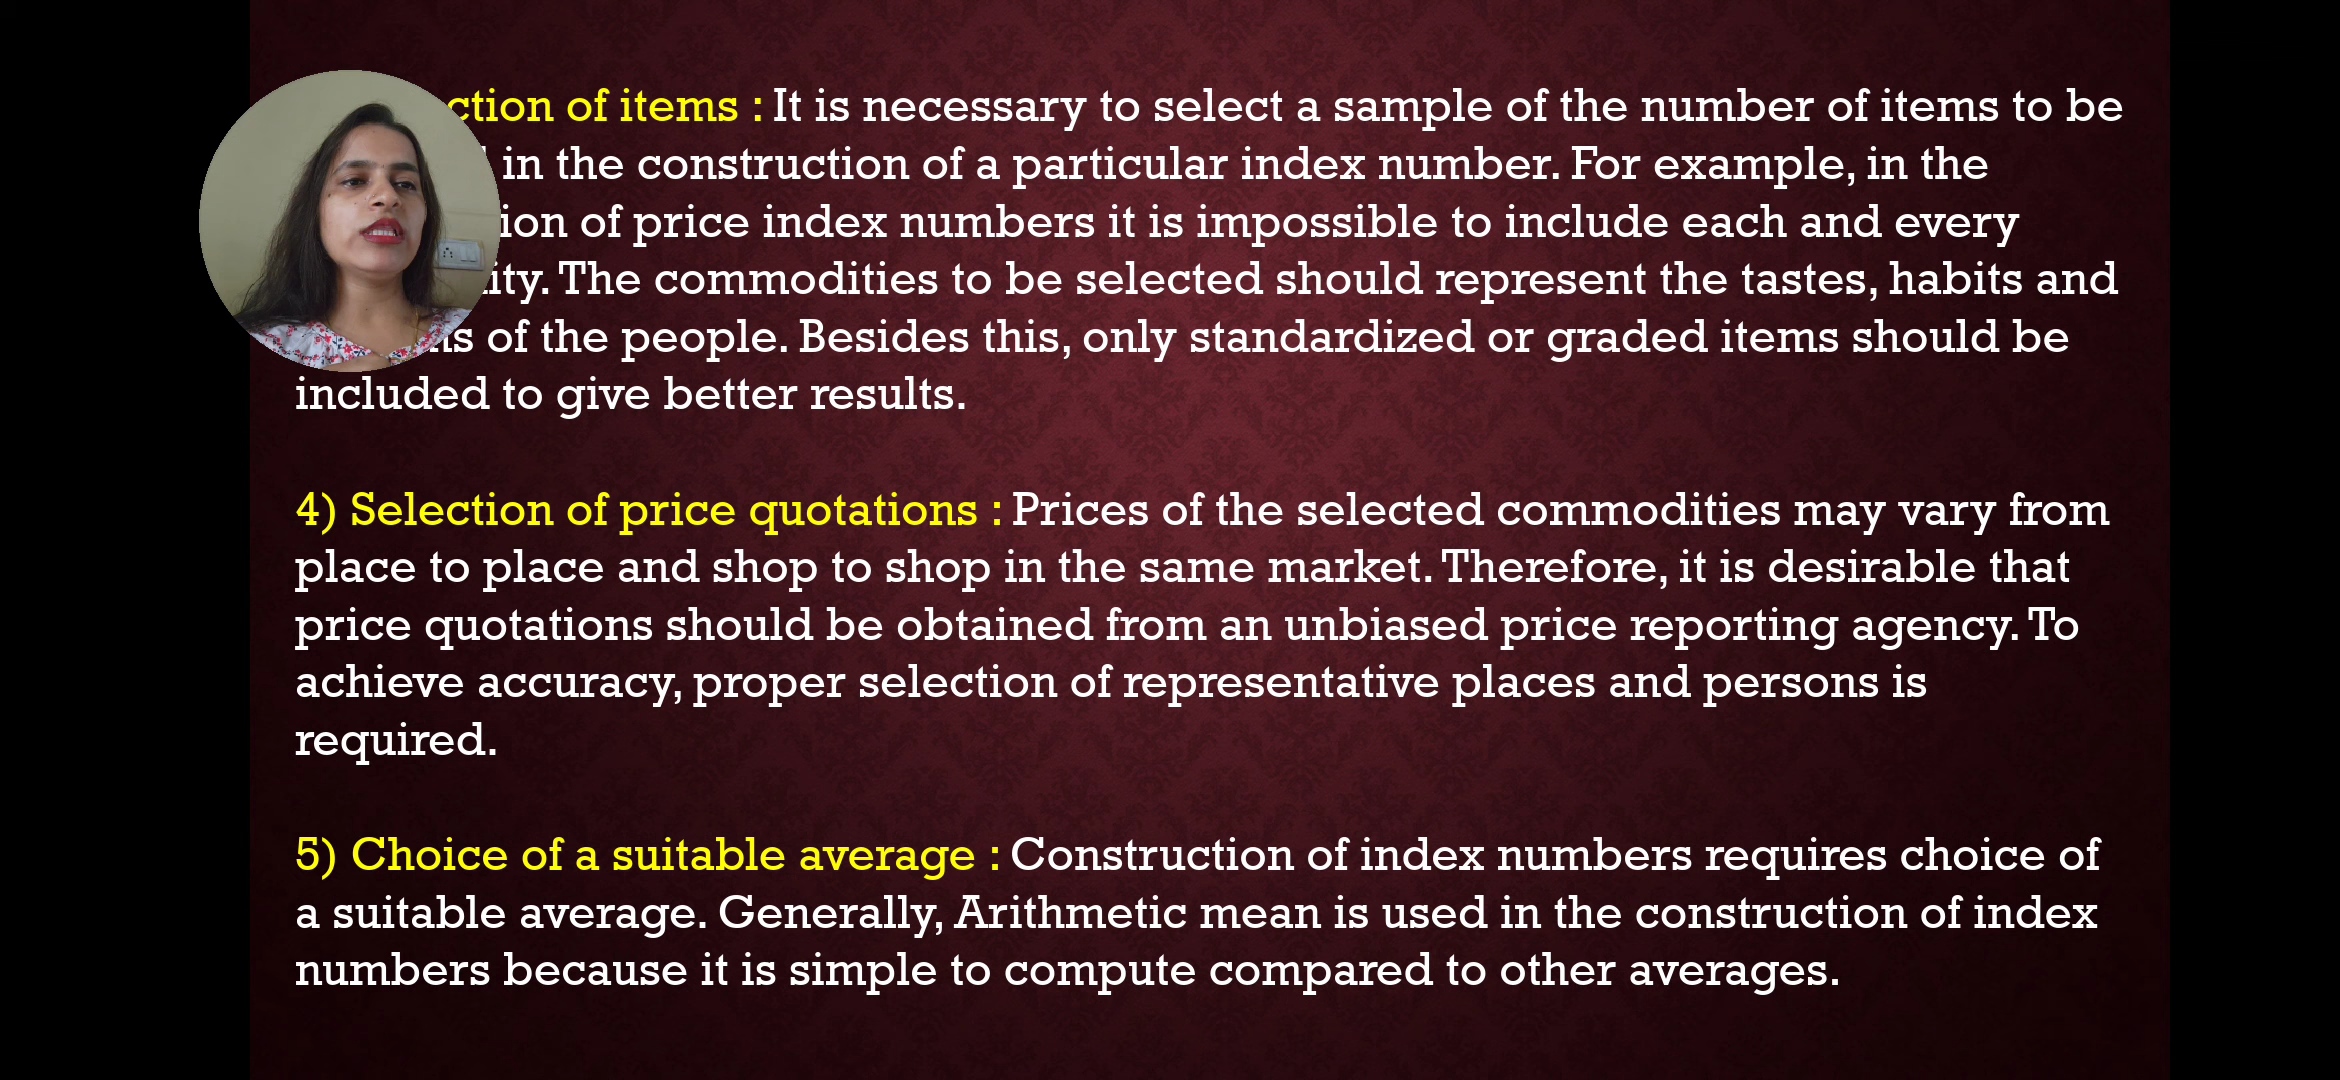 of items : It is necessary to select a sample of the number of items to be
in the construction of a particular index number. For example, in the
of price index numbers it is impossible to include each and every
The commodities to be selected should represent the tastes, habits and
of the people. Besides this, only standardized or graded items should be
included to give better results.
4) Selection of price quotations : Prices of the selected commodities may vary from
place to place and shop to shop in the same market. Therefore, it is desirable that
price quotations should be obtained from an unbiased price reporting agency. To
achieve accuracy, proper selection of representative places and persons is
required.
5) Choice of a suitable average : Construction of index numbers requires choice of
a suitable average. Generally, Arithmetic mean is used in the construction of index
numbers because it is simple to compute compared to other averages.